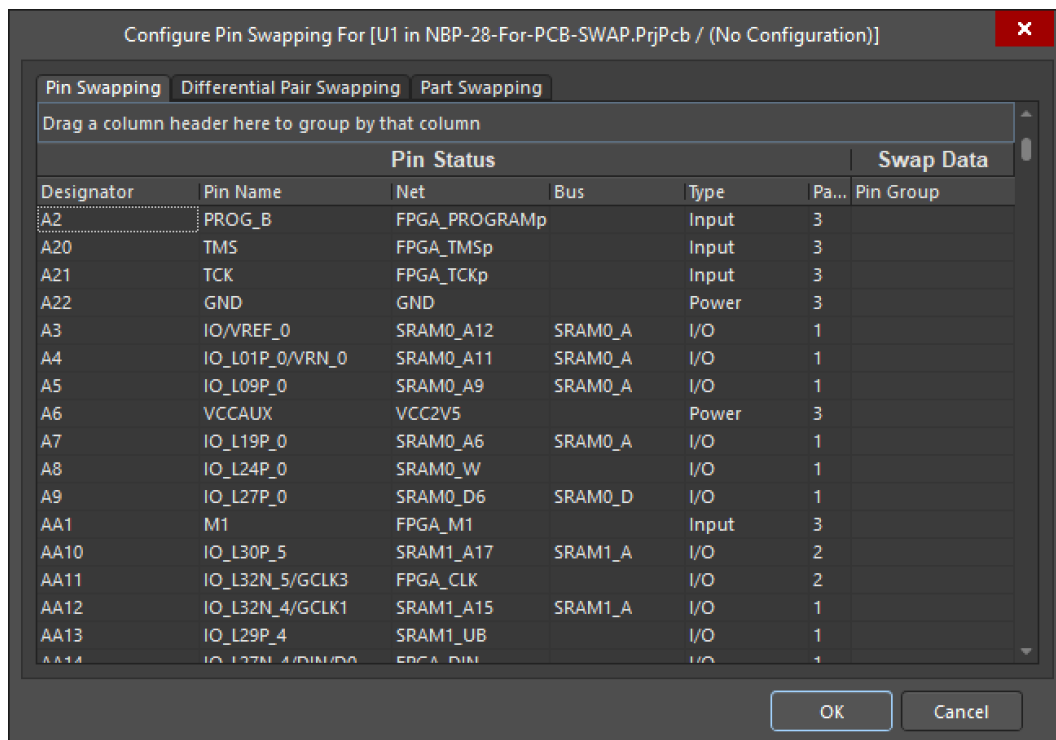 Configure Pin Swapping For [U1 in NBP-28-For-PCB-SWAP.PrjPcb / (No Configuration)]
Pin Swapping Differential Pair Swapping Part Swapping
Drag a column header here to group by that column
Pin Status Swap Data
Designator Pin Name Net Bus Type Pa... Pin Group
A2 PROG_B FPGA_PROGRAMp Input 3
A20 TMS FPGA_TMSp Input 3
A21 TCK FPGA_TCKp Input 3
A22 GND GND Power 3
A3 IO/VREF_0 SRAM0_A12 SRAM0_A I/O 1
A4 IO_L01P_0/VRN_0 SRAM0_A11 SRAM0_A I/O 1
A5 IO_L09P_0 SRAM0_A9 SRAM0_A I/O 1
A6 VCCAUX VCC2V5 Power 3
A7 IO_L19P_0 SRAM0_A6 SRAM0_A I/O 1
A8 IO_L24P_0 SRAM0_W I/O 1
A9 IO_L27P_0 SRAM0_D6 SRAM0_D I/O 1
AA1 M1 FPGA_M1 Input 3
AA10 IO_L30P_5 SRAM1_A17 SRAM1_A I/O 2
AA11 IO_L32N_5/GCLK3 FPGA_CLK I/O 2
AA12 IO_L32N_4/GCLK1 SRAM1_A15 SRAM1_A I/O 1
AA13 IO_L29P_4 SRAM1_UB I/O 1
AA14 IO_L27N_4/DIN/D0 FPGA_DIN I/O 1
OK Cancel